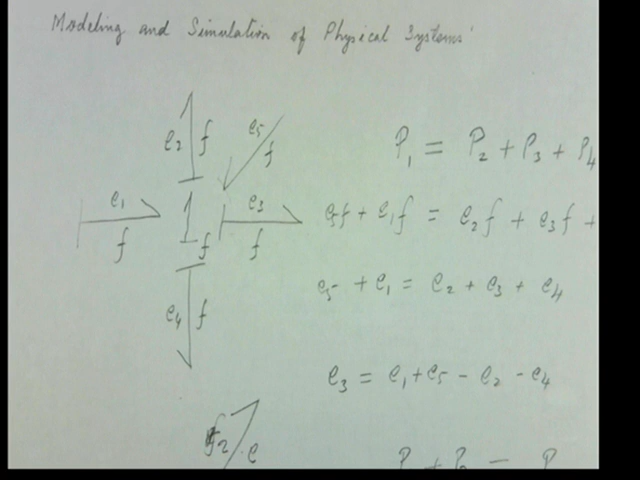 Modeling and Simulation of Physical Systems
e2 f
e5 f
P1 = P2 + P3 + P4
e1 f
1 f
e3 f
e5f + e1f = e2f + e3f +
e5 + e1 = e2 + e3 + e4
e4 f
e3 = e1 + e5 - e2 - e4
f2 e